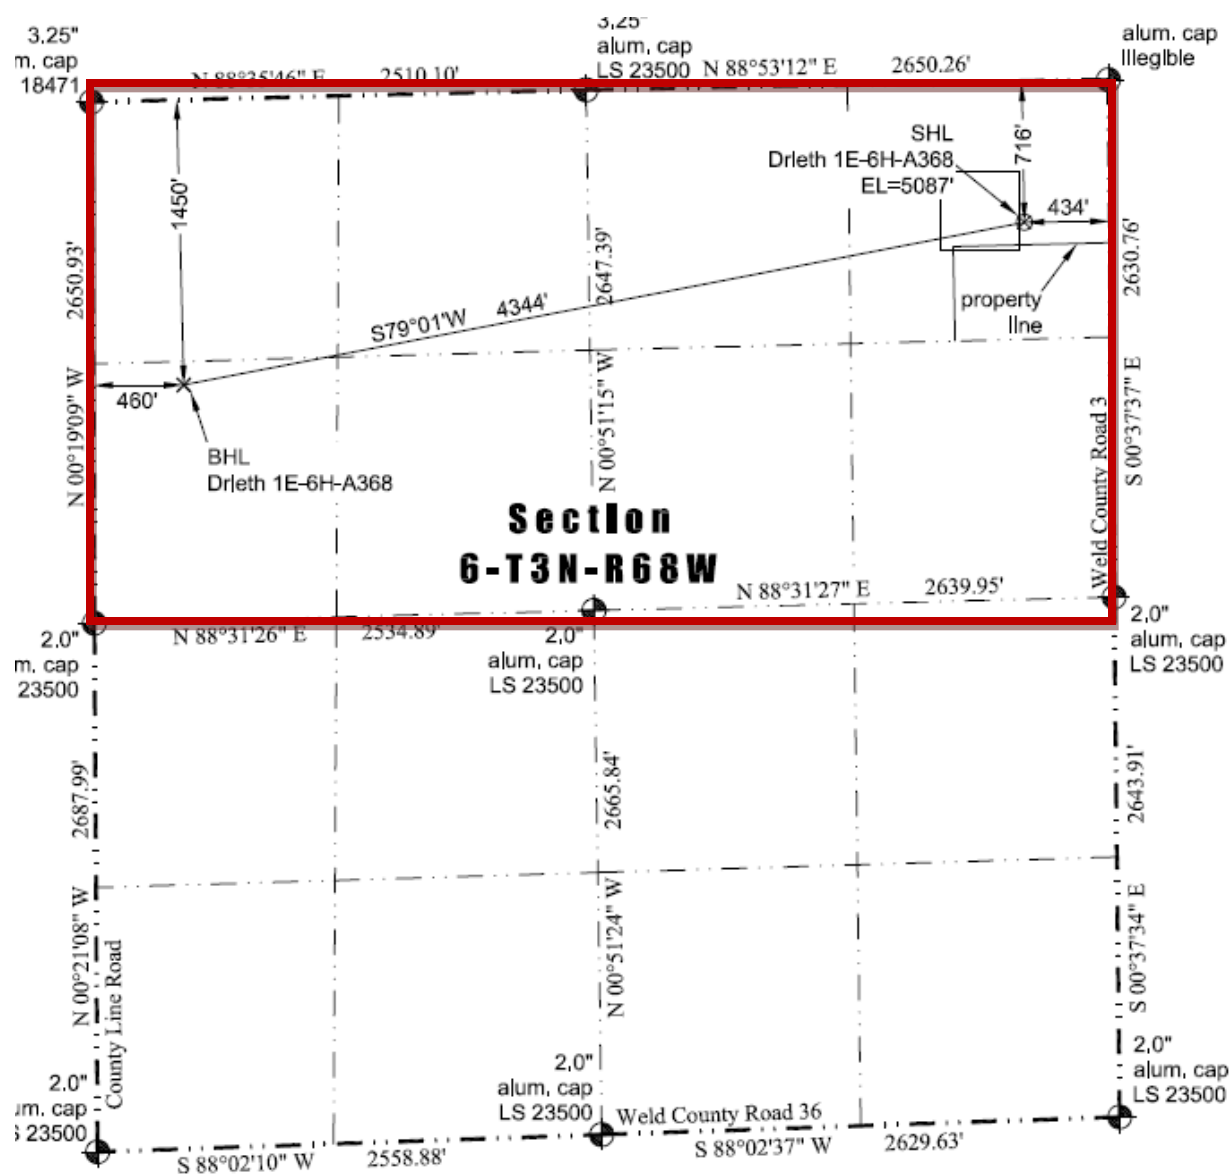 3.25"
m. cap
18471
N 88°35'46" E 2510.10'
3.25"
alum. cap
LS 23500
N 88°53'12" E 2650.26'
alum. cap
Illegible
1450'
SHL
Drieth 1E-6H-A368
EL=5087'
716'
434'
2650.93'
2647.39'
2630.76'
S79°01'W 4344'
property
line
460'
N 00°19'09" W
N 00°51'15" W
Weld County Road 3
S 00°37'37" E
BHL
Drieth 1E-6H-A368
Section
6-T3N-R68W
N 88°31'27" E 2639.95'
N 88°31'26" E 2534.89'
2.0"
m. cap
23500
2.0"
alum. cap
LS 23500
2.0"
alum. cap
LS 23500
2687.99'
2665.84'
2643.91'
N 00°21'08" W
County Line Road
N 00°51'24" W
S 00°37'34" E
2.0"
um. cap
S 23500
2.0"
alum. cap
LS 23500
2.0"
alum. cap
LS 23500
Weld County Road 36
S 88°02'10" W 2558.88'
S 88°02'37" W 2629.63'